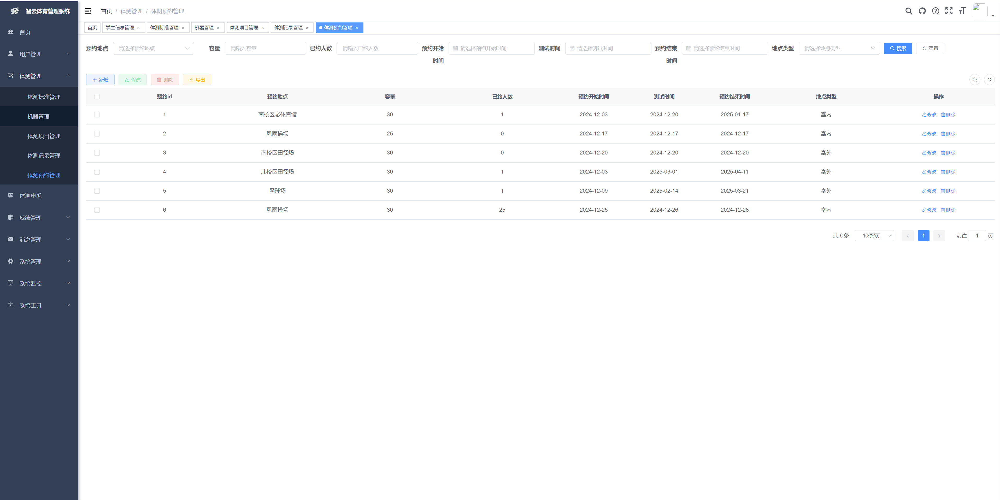 智云体育管理系统
首页 / 体测管理 / 体测预约管理
首页
学生信息管理 ×
体测标准管理 ×
机器管理 ×
体测项目管理 ×
体测记录管理 ×
体测预约管理 ×
首页
用户管理
体测管理
体测标准管理
机器管理
体测项目管理
体测记录管理
体测预约管理
体测申诉
成绩管理
消息管理
系统管理
系统监控
系统工具
预约地点 请选择预约地点
容量 请输入容量
已约人数 请输入已约人数
预约开始时间 请选择预约开始时间
测试时间 请选择测试时间
预约结束时间 请选择预约结束时间
地点类型 请选择地点类型
搜索
重置
新增 修改 删除 导出
预约id 预约地点 容量 已约人数 预约开始时间 测试时间 预约结束时间 地点类型 操作
1 南校区老体育馆 30 1 2024-12-03 2024-12-20 2025-01-17 室内 修改 删除
2 风雨操场 25 0 2024-12-17 2024-12-17 2024-12-17 室内 修改 删除
3 南校区田径场 30 0 2024-12-20 2024-12-20 2024-12-20 室外 修改 删除
4 北校区田径场 30 1 2024-12-03 2025-03-01 2025-04-11 室外 修改 删除
5 网球场 30 1 2024-12-09 2025-02-14 2025-03-21 室外 修改 删除
6 风雨操场 30 25 2024-12-25 2024-12-26 2024-12-28 室内 修改 删除
共 6 条 10条/页 1 前往 1 页